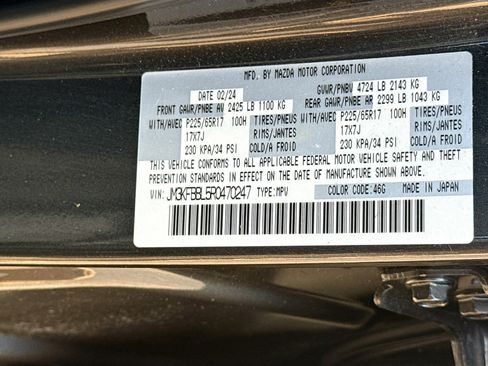 MFD. BY MAZDA MOTOR CORPORATION
DATE 02/24 GVWR/PNBV 4724 LB 2143 KG
FRONT GAWR/PNBE AV 2425 LB 1100 KG REAR GAWR/PNBE AR 2299 LB 1043 KG
WITH/AVEC P225/65R17 100H TIRES/PNEUS WITH/AVEC P225/65R17 100H TIRES/PNEUS
17X7J RIMS/JANTES 17X7J RIMS/JANTES
230 KPA/34 PSI COLD/A FROID 230 KPA/34 PSI COLD/A FROID
THIS VEHICLE CONFORMS TO ALL APPLICABLE FEDERAL MOTOR VEHICLE SAFETY AND THEFT
PREVENTION STANDARDS IN EFFECT ON THE DATE OF MANUFACTURE SHOWN ABOVE.
VIN: JM3KFBBL5R0470247 TYPE:MPV COLOR CODE:46G MADE IN JAPAN